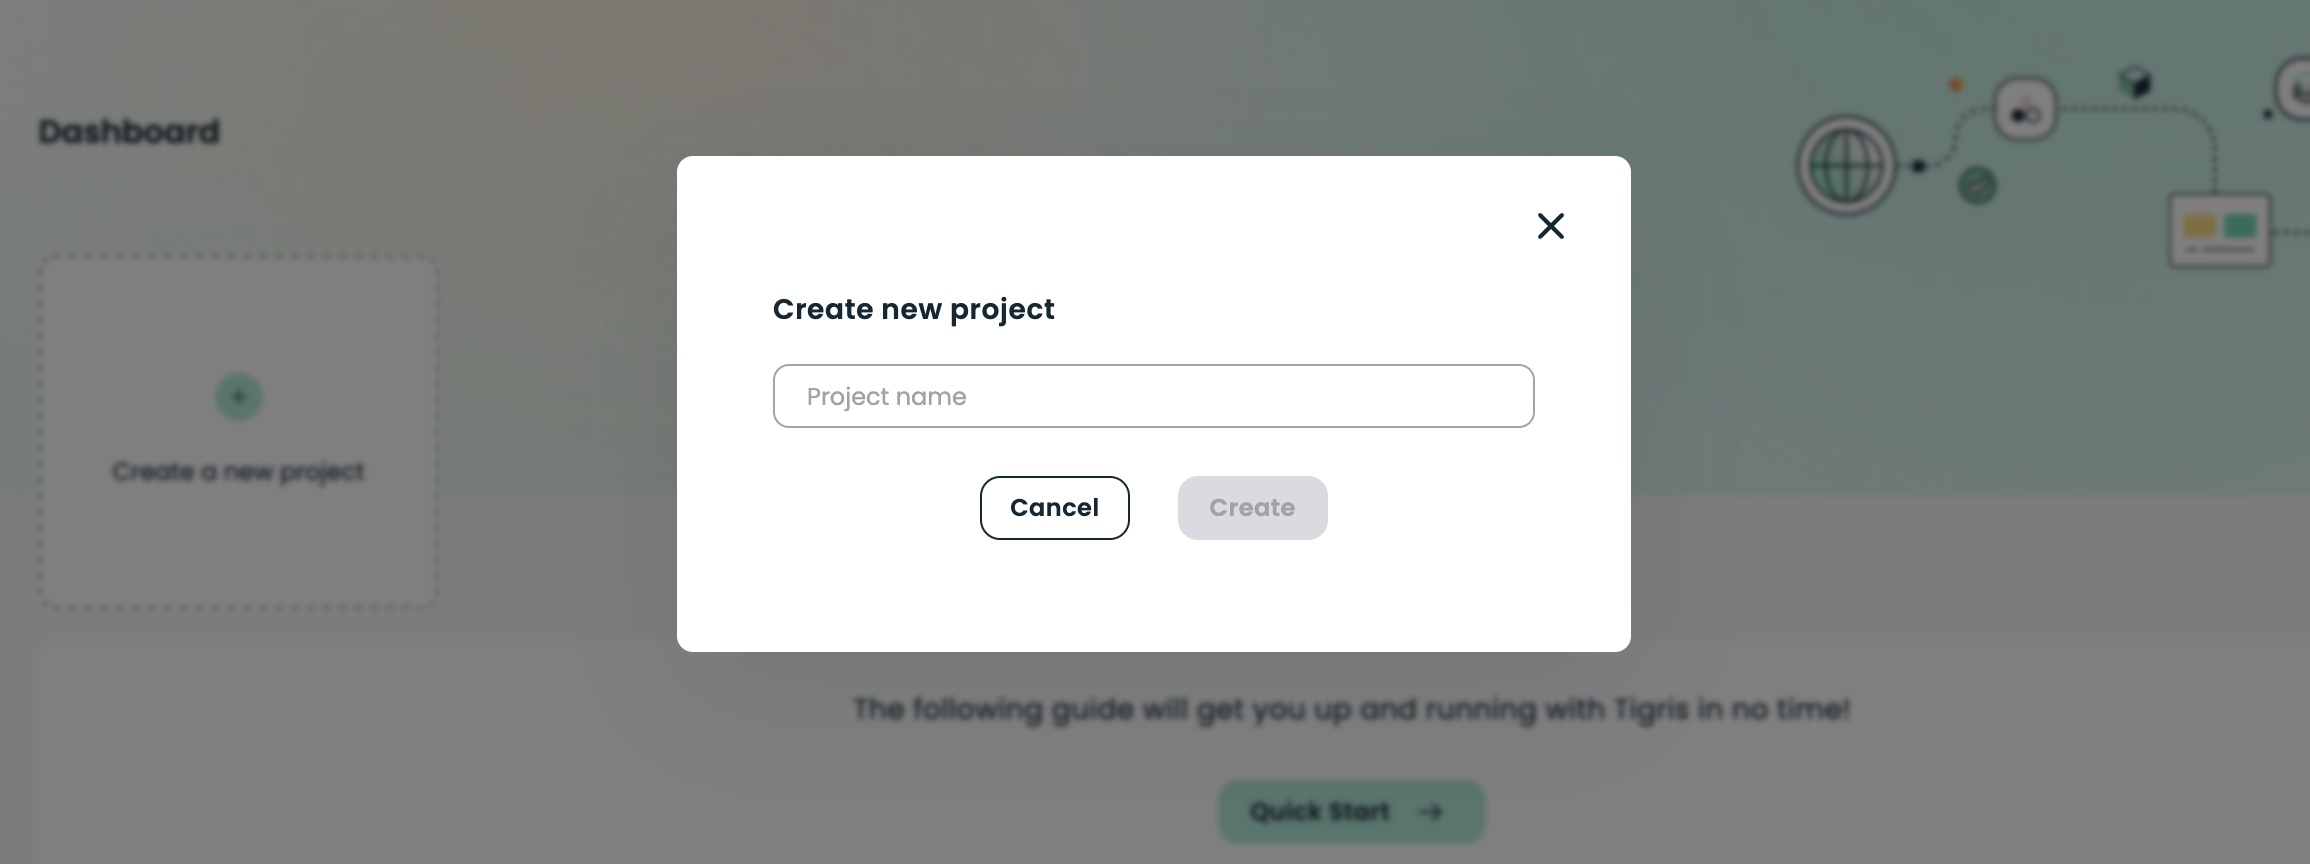 Dashboard
Create a new project
Create new project
Project name
Cancel
Create
The following guide will get you up and running with Tigris in no time!
Quick Start